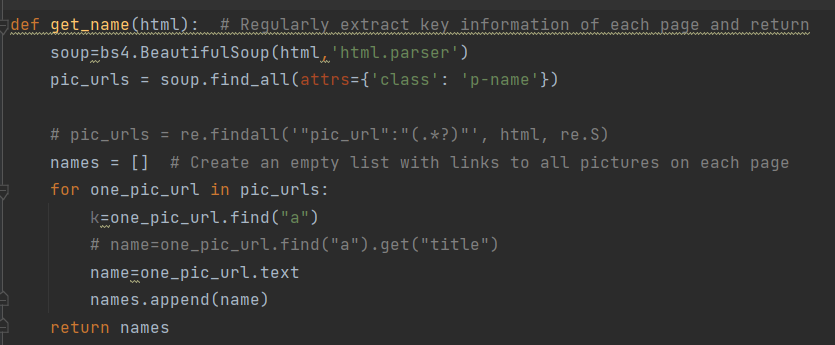 def get_name(html):  # Regularly extract key information of each page and return
    soup=bs4.BeautifulSoup(html,'html.parser')
    pic_urls = soup.find_all(attrs={'class': 'p-name'})

    # pic_urls = re.findall('"pic_url":"(.*?)"', html, re.S)
    names = []  # Create an empty list with links to all pictures on each page
    for one_pic_url in pic_urls:
        k=one_pic_url.find("a")
        # name=one_pic_url.find("a").get("title")
        name=one_pic_url.text
        names.append(name)
    return names